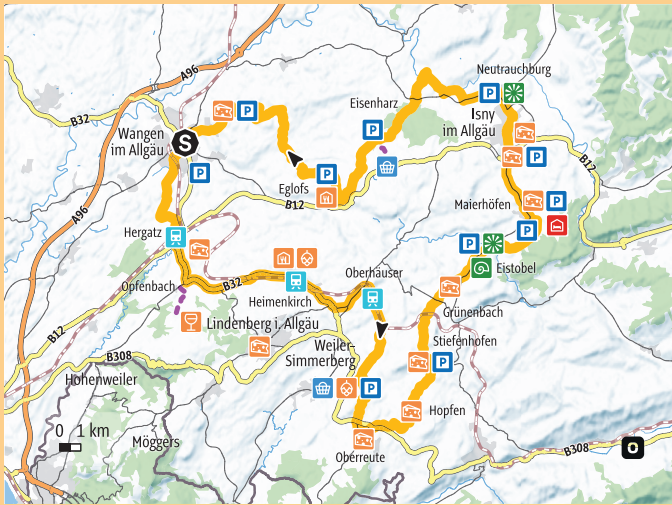 A96
Neutrauchburg
B32
Eisenharz
P
P
Isny
im Allgäu
P
Wangen
im Allgäu
S
P
B12
P
P
Eglofs
B12
Maierhöfen
P
A96
Hergatz
P
P
Oberhäuser
Eistobel
Opfenbach
B32
Heimenkirch
Grünenbach
Lindenberg i. Allgäu
Stiefenhofen
B12
Weiler-
Simmerberg
P
B308
Hohenweiler
P
Hopfen
0 1 km
Möggers
B308
O
Oberreute